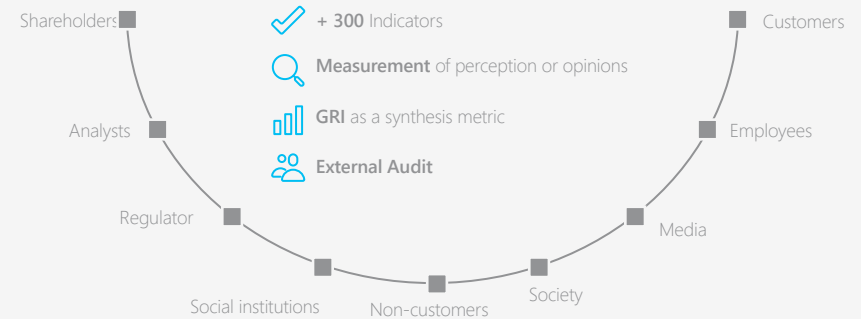 Shareholders
+ 300 Indicators
Customers
Measurement of perception or opinions
GRI as a synthesis metric
Analysts
Employees
External Audit
Regulator
Media
Social institutions
Non-customers
Society